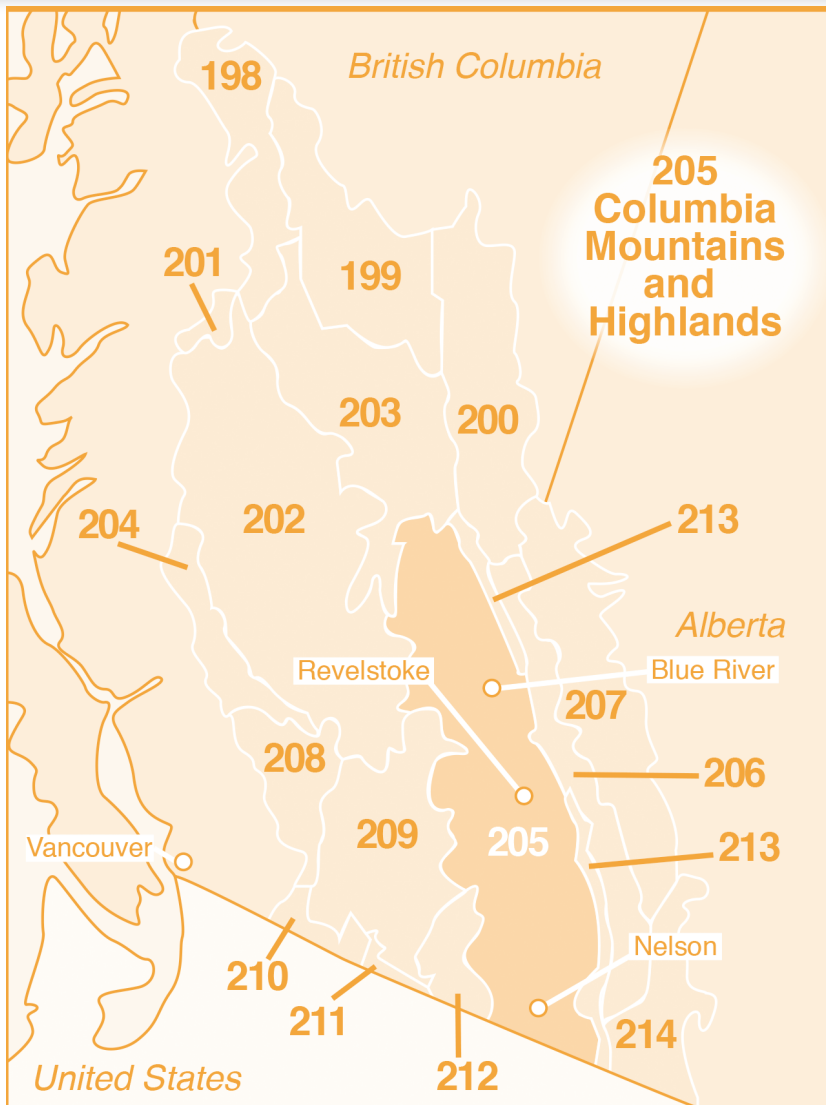 198
British Columbia
205
Columbia
Mountains
and
Highlands
201
199
203
200
204
202
213
Alberta
Revelstoke
Blue River
207
208
206
209
205
213
Vancouver
Nelson
210
211
214
212
United States